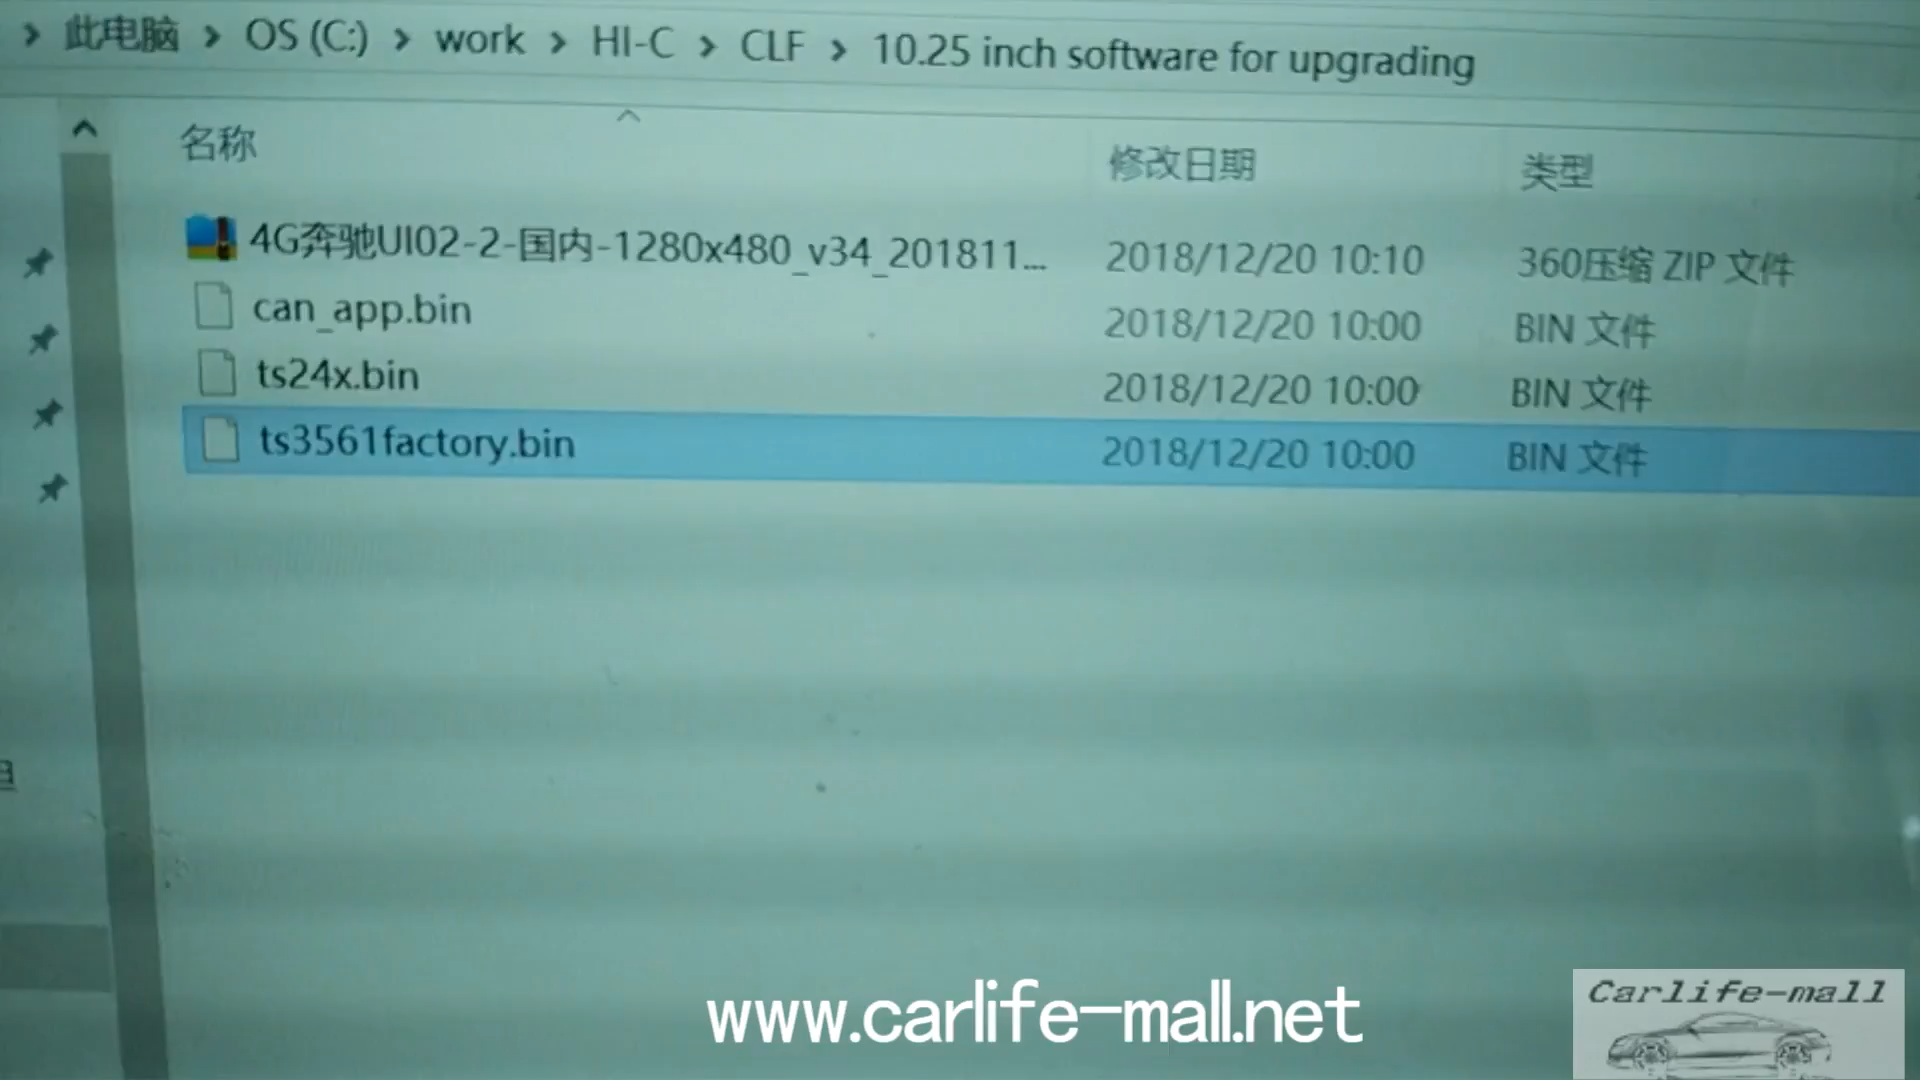 > 此电脑 > OS (C:) > work > HI-C > CLF > 10.25 inch software for upgrading
名称 修改日期 类型
4G奔驰UI02-2-国内-1280x480_v34_201811... 2018/12/20 10:10 360压缩 ZIP 文件
can_app.bin 2018/12/20 10:00 BIN 文件
ts24x.bin 2018/12/20 10:00 BIN 文件
ts3561factory.bin 2018/12/20 10:00 BIN 文件
www.carlife-mall.net
Carlife-mall